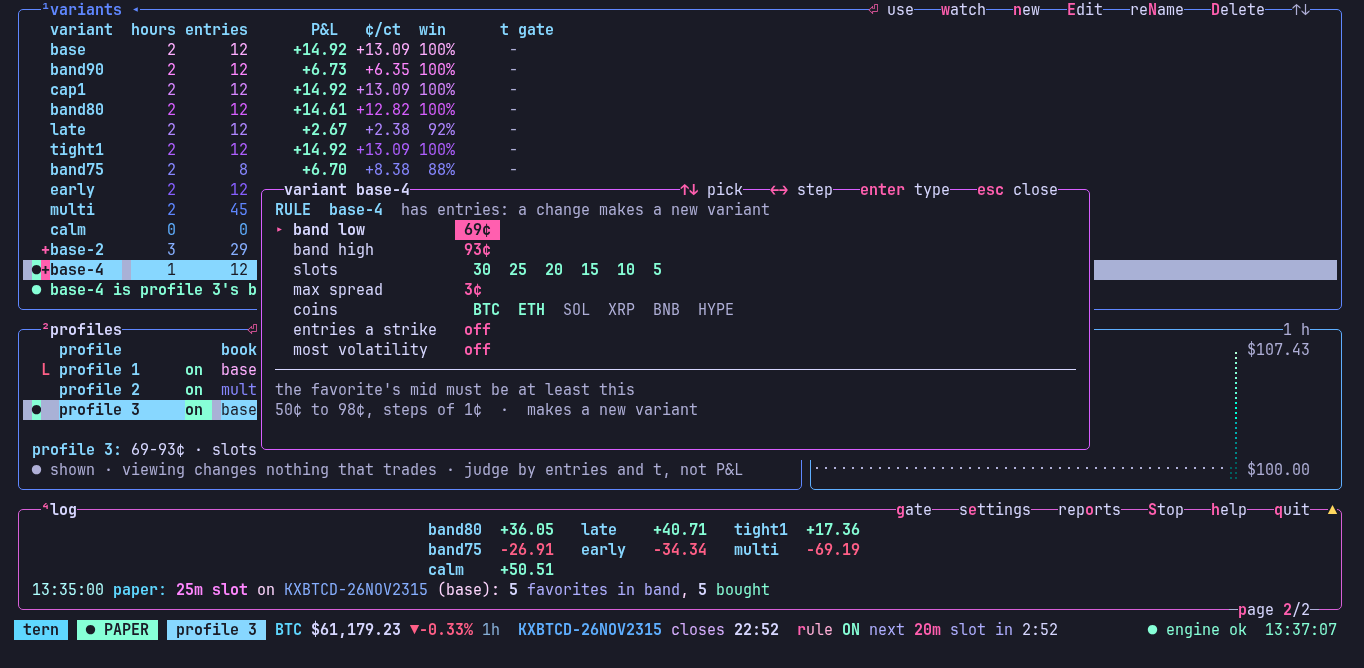 ¹variants ⏎ use watch new Edit reName Delete ↑↓
variant hours entries P&L ¢/ct win t gate
base 2 12 +14.92 +13.09 100% -
band90 2 12 +6.73 +6.35 100% -
cap1 2 12 +14.92 +13.09 100% -
band80 2 12 +14.61 +12.82 100% -
late 2 12 +2.67 +2.38 92% -
tight1 2 12 +14.92 +13.09 100% -
band75 2 8 +6.70 +8.38 88% -
early 2 12
multi 2 45
calm 0 0
+base-2 3 29
●+base-4 1 12
● base-4 is profile 3's b
variant base-4 ↑↓ pick ↔ step enter type esc close
RULE base-4 has entries: a change makes a new variant
▸ band low 69¢
band high 93¢
slots 30 25 20 15 10 5
max spread 3¢
coins BTC ETH SOL XRP BNB HYPE
entries a strike off
most volatility off
the favorite's mid must be at least this
50¢ to 98¢, steps of 1¢ · makes a new variant
²profiles ⏎
profile book
L profile 1 on base
profile 2 on mult
● profile 3 on base
profile 3: 69-93¢ · slots
● shown · viewing changes nothing that trades · judge by entries and t, not P&L
1 h
$107.43
$100.00
⁴log gate settings reports Stop help quit ▲
band80 +36.05 late +40.71 tight1 +17.36
band75 -26.91 early -34.34 multi -69.19
calm +50.51
13:35:00 paper: 25m slot on KXBTCD-26NOV2315 (base): 5 favorites in band, 5 bought
page 2/2
tern ● PAPER profile 3 BTC $61,179.23 ▼-0.33% 1h KXBTCD-26NOV2315 closes 22:52 rule ON next 20m slot in 2:52 ● engine ok 13:37:07